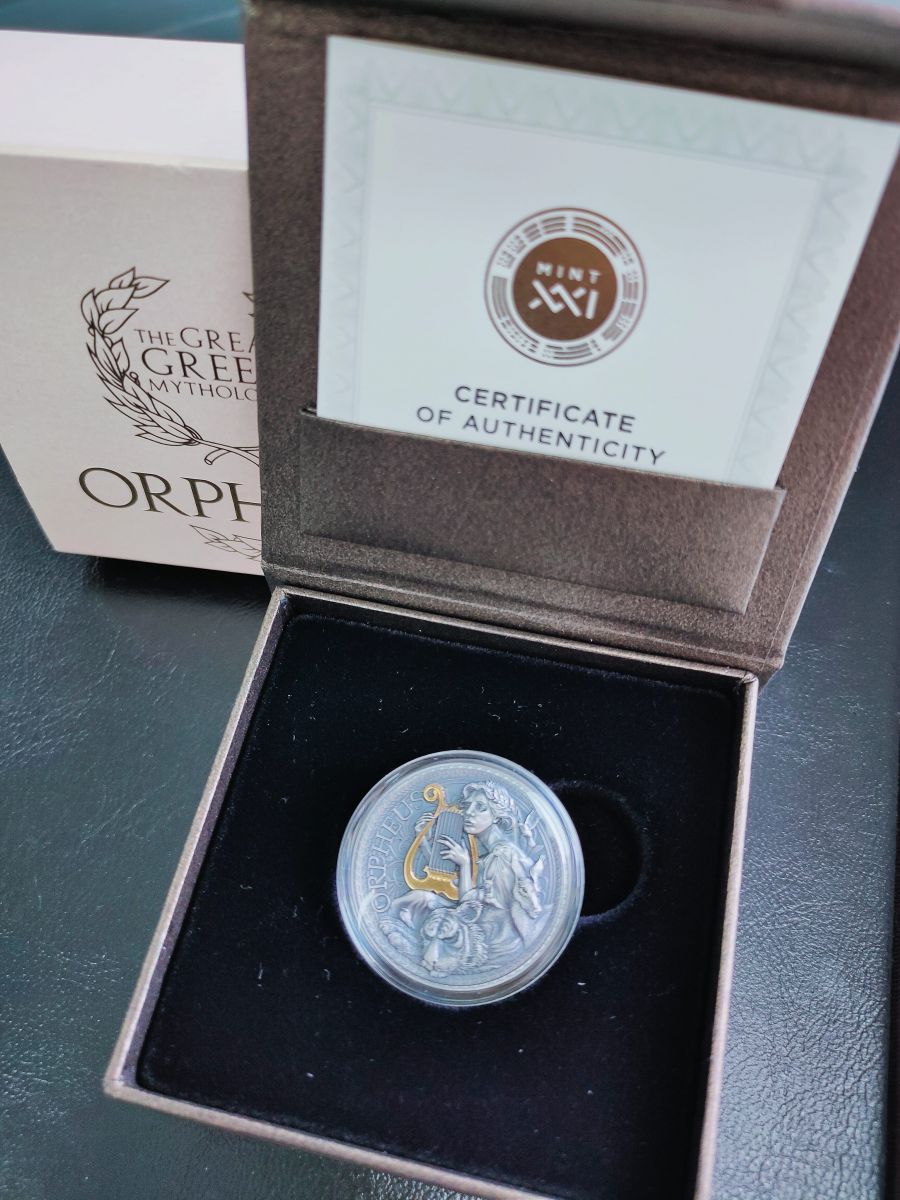 THE GREA
GREE
MYTHOLO
ORPH
MINT
XXI
CERTIFICATE
OF AUTHENTICITY
ORPHEUS